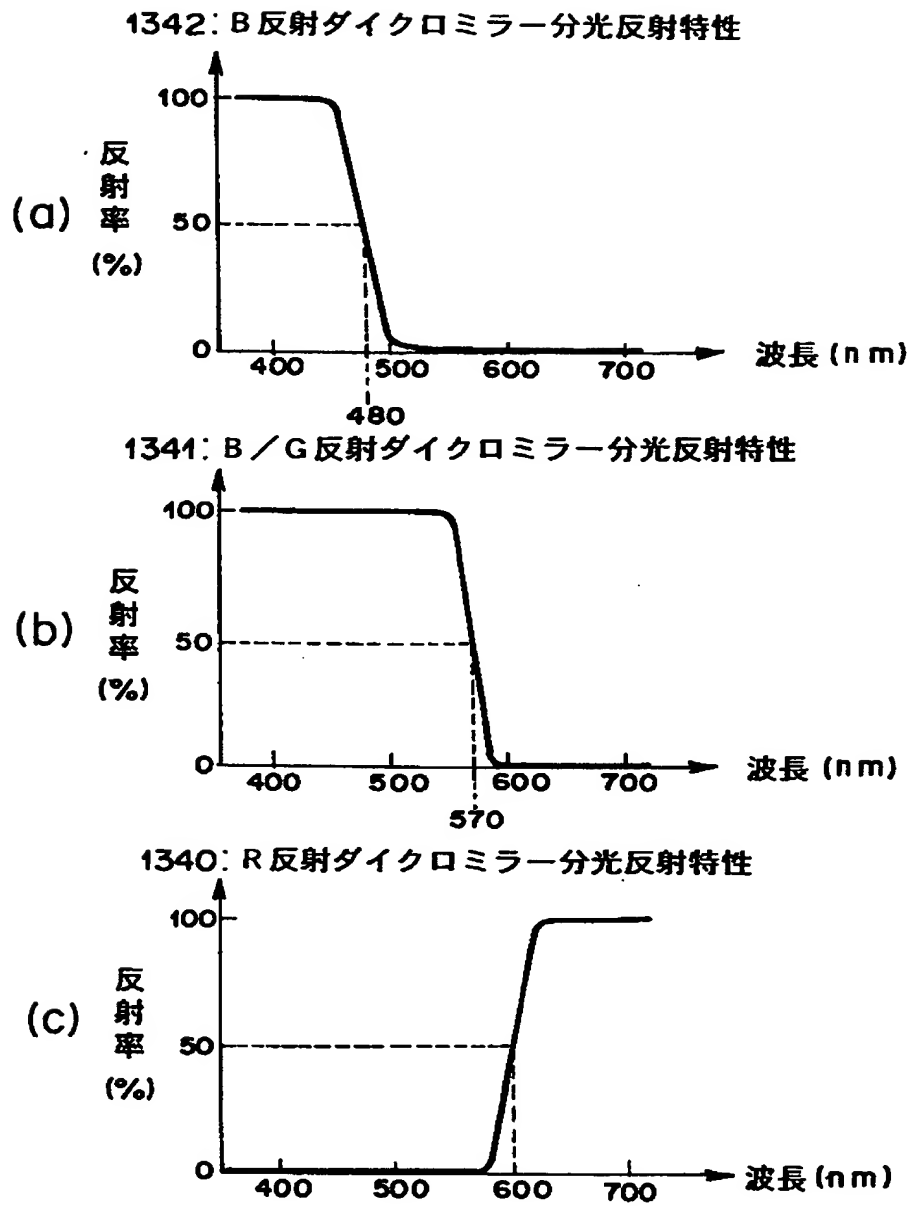 1342: B反射ダイクロミラー分光反射特性
(a)
反射率
(%)
100
50
0
400
500
600
700
波長 (nm)
480
1341: B/G反射ダイクロミラー分光反射特性
(b)
反射率
(%)
100
50
0
400
500
600
700
波長 (nm)
570
1340: R反射ダイクロミラー分光反射特性
(c)
反射率
(%)
100
50
0
400
500
600
700
波長 (nm)